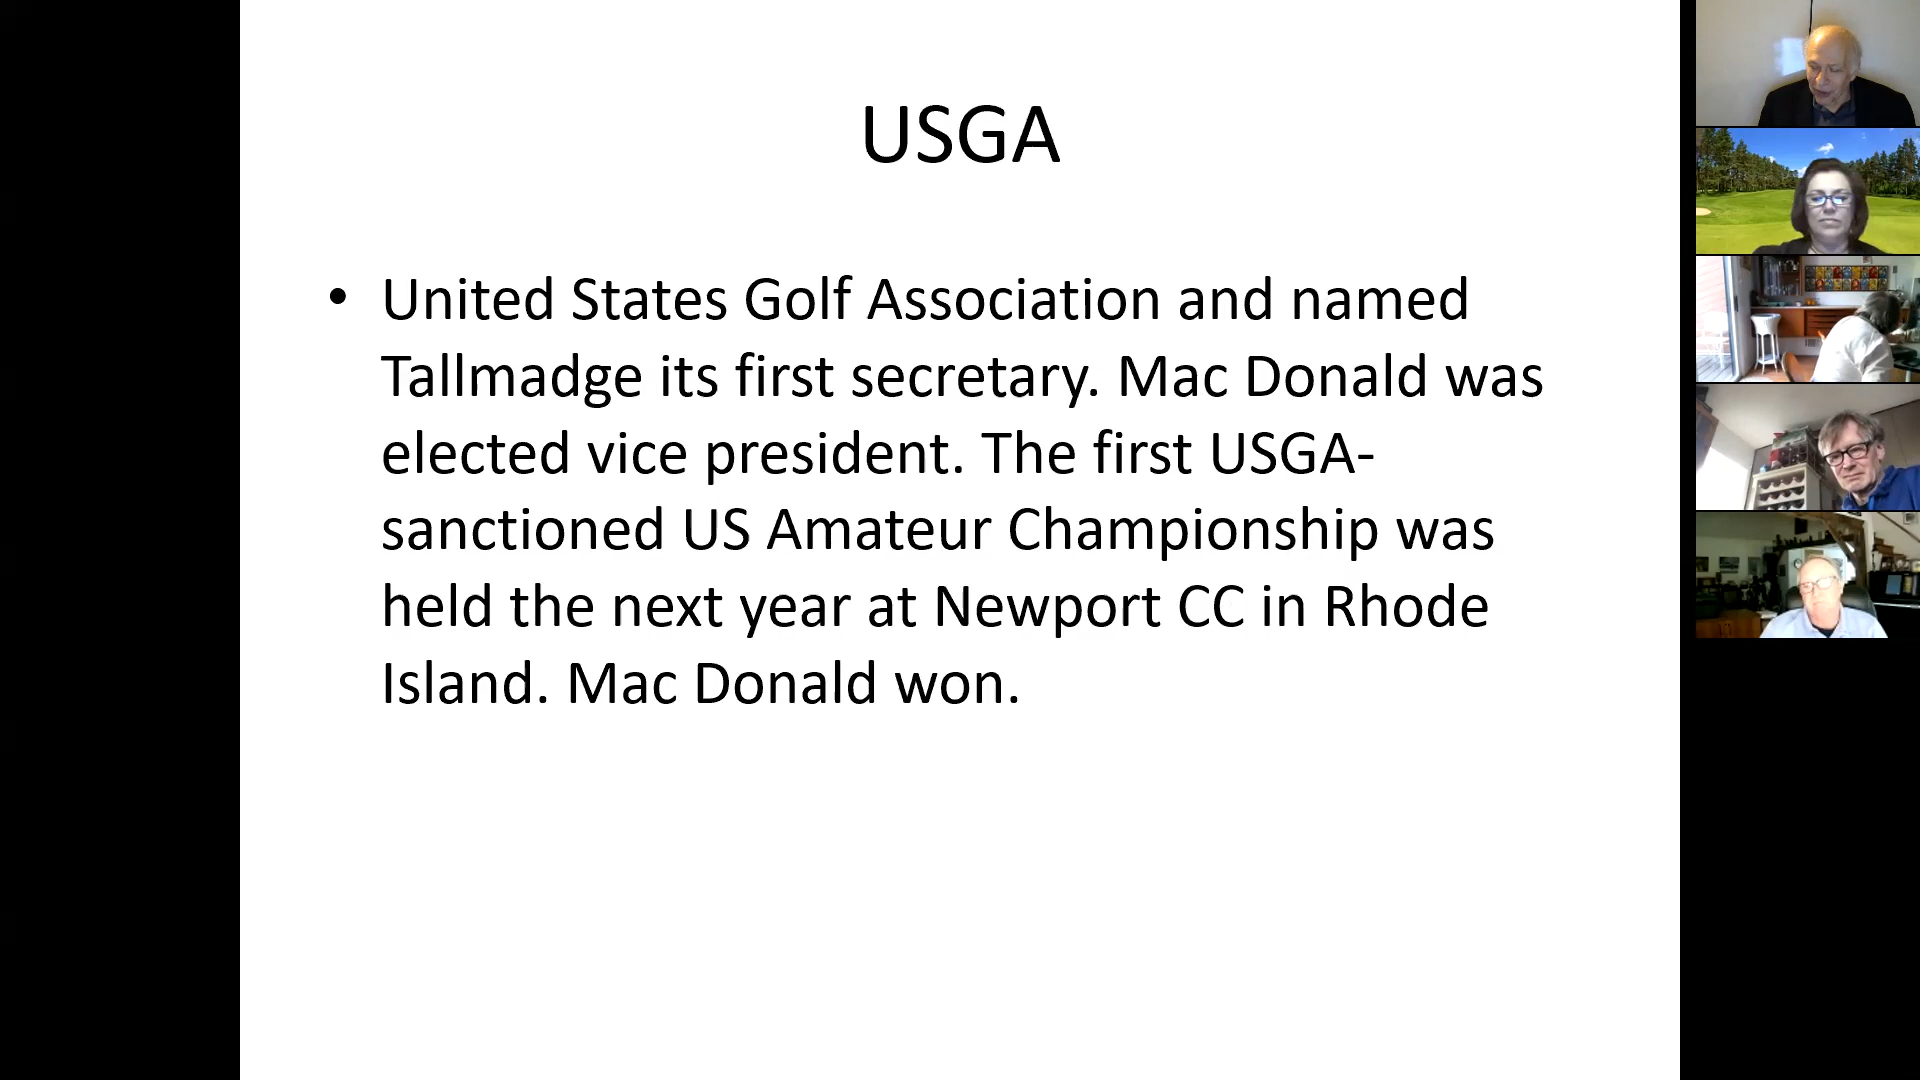 USGA
• United States Golf Association and named
Tallmadge its first secretary. Mac Donald was
elected vice president. The first USGA-
sanctioned US Amateur Championship was
held the next year at Newport CC in Rhode
Island. Mac Donald won.